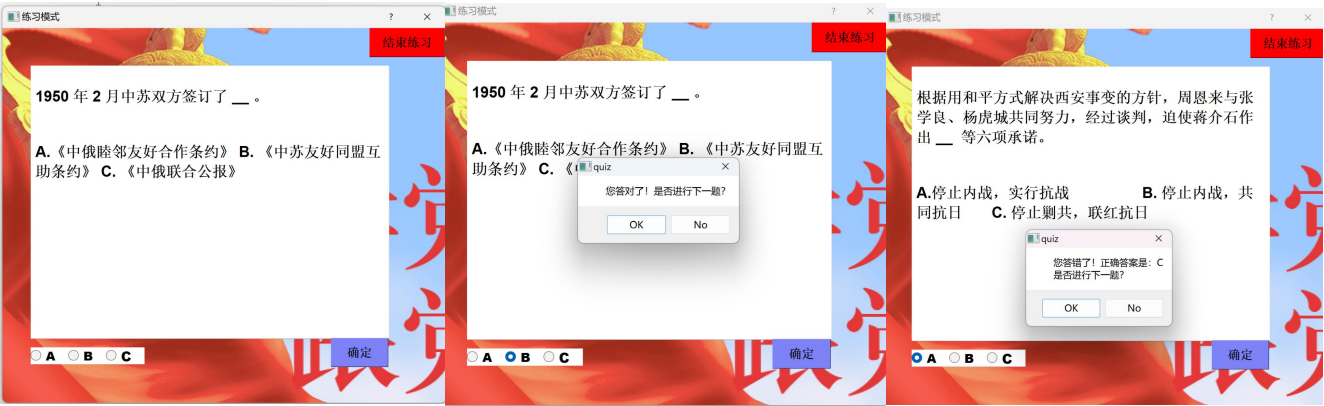 练习模式
结束练习
1950 年 2 月中苏双方签订了 __ 。
A.《中俄睦邻友好合作条约》 B. 《中苏友好同盟互
助条约》 C. 《中俄联合公报》
A B C
确定
练习模式
结束练习
1950 年 2 月中苏双方签订了 __ 。
A.《中俄睦邻友好合作条约》 B. 《中苏友好同盟互
助条约》 C. 《
quiz
您答对了！是否进行下一题?
OK No
A B C
确定
练习模式
结束练习
根据用和平方式解决西安事变的方针，周恩来与张
学良、杨虎城共同努力，经过谈判，迫使蒋介石作
出 __ 等六项承诺。
A.停止内战，实行抗战 B. 停止内战，共
同抗日 C. 停止剿共，联红抗日
quiz
您答错了！正确答案是：C
是否进行下一题?
OK No
A B C
确定